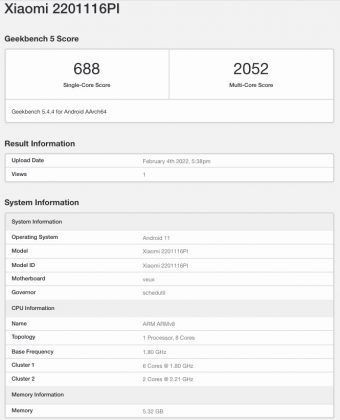 Xiaomi 2201116PI
Geekbench 5 Score
688 2052
Single-Core Score Multi-Core Score
Geekbench 5.4.4 for Android AArch64
Result Information
Upload Date February 4th 2022, 5:38pm
Views 1
System Information
System Information
Operating System Android 11
Model Xiaomi 2201116PI
Model ID Xiaomi 2201116PI
Motherboard veux
Governor schedutil
CPU Information
Name ARM ARMv8
Topology 1 Processor, 8 Cores
Base Frequency 1.80 GHz
Cluster 1 6 Cores @ 1.80 GHz
Cluster 2 2 Cores @ 2.21 GHz
Memory Information
Memory 5.32 GB